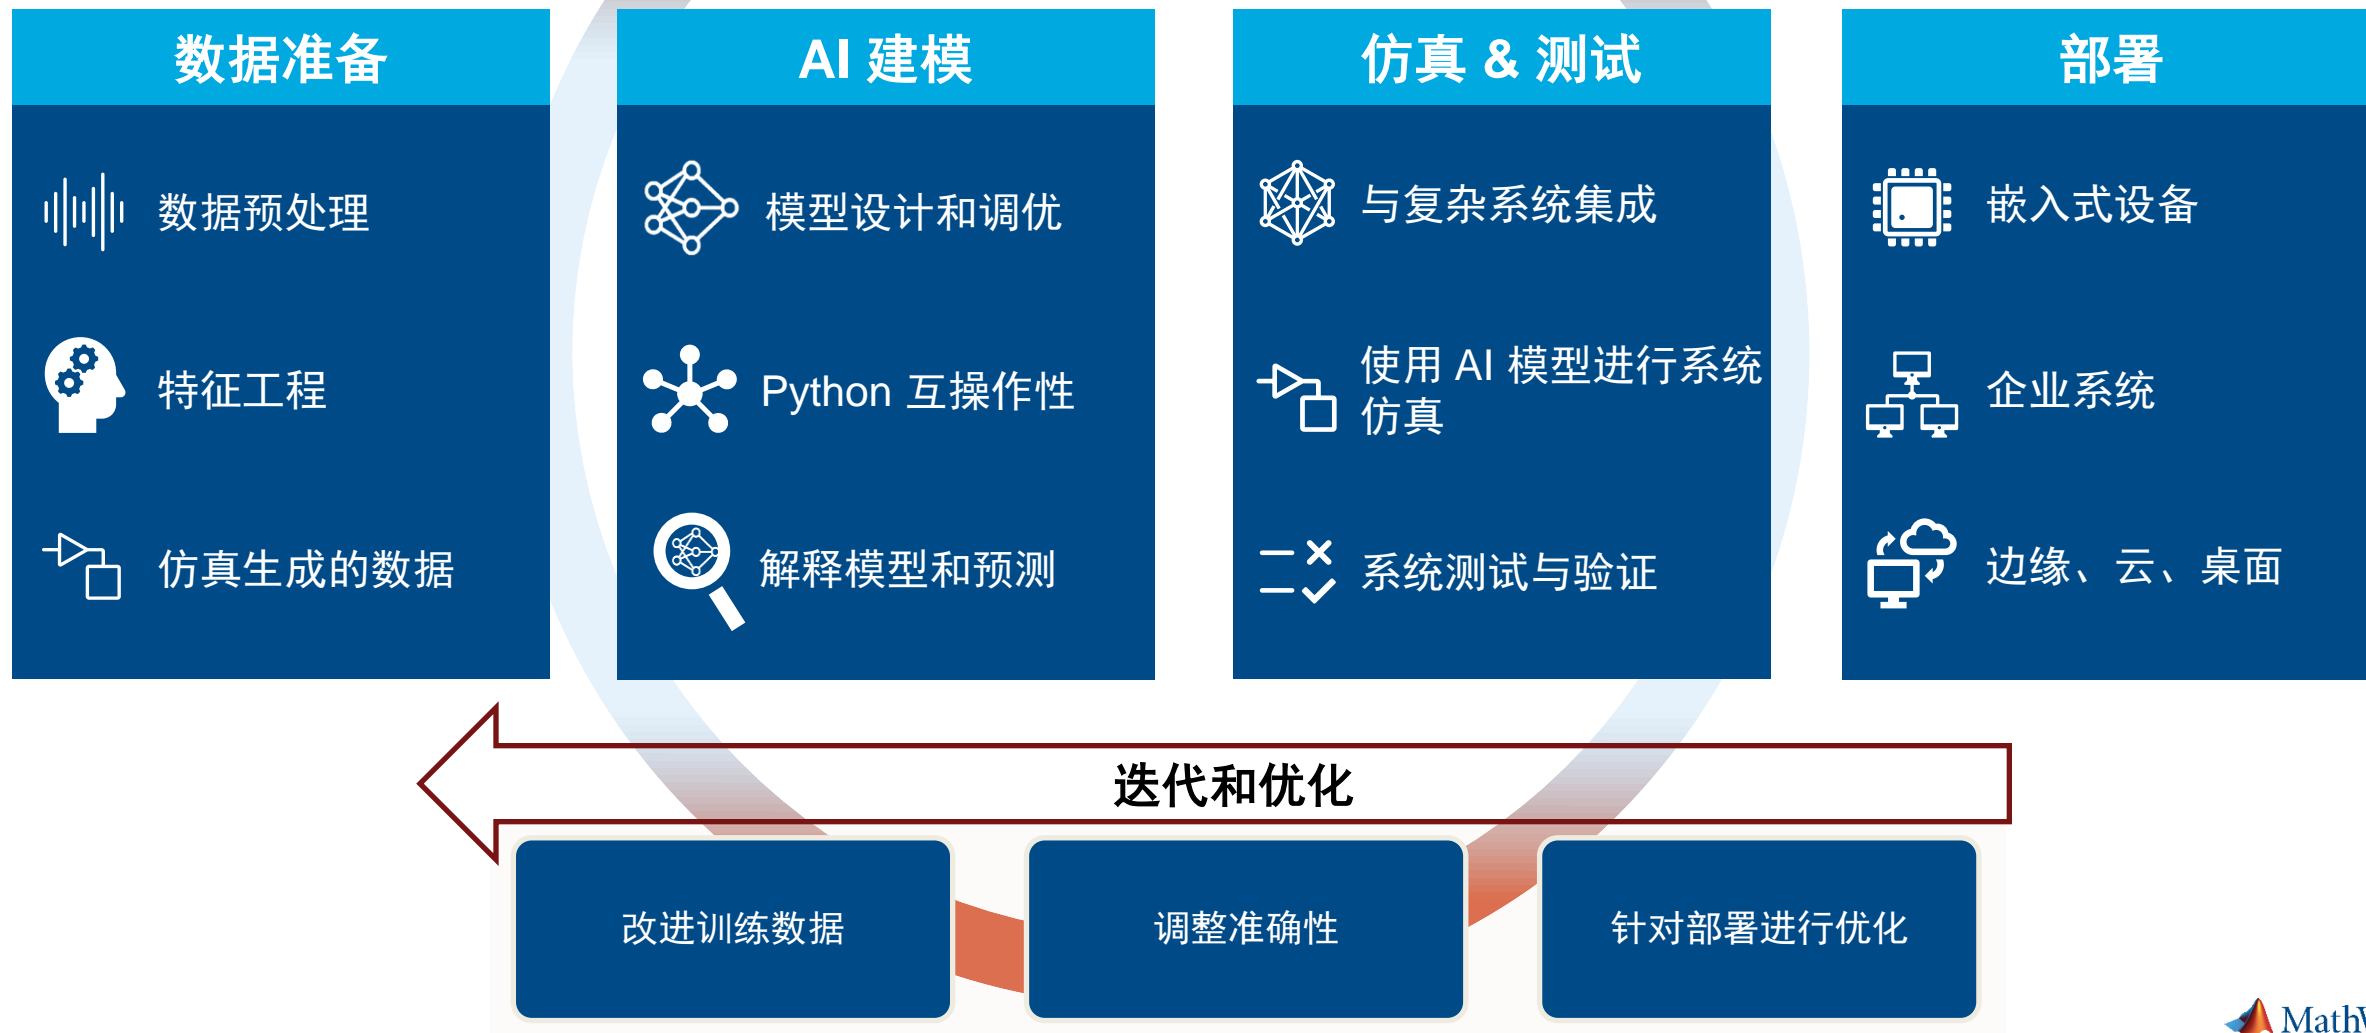 数据准备
数据预处理
特征工程
仿真生成的数据
AI 建模
模型设计和调优
Python 互操作性
解释模型和预测
仿真 & 测试
与复杂系统集成
使用 AI 模型进行系统
仿真
系统测试与验证
部署
嵌入式设备
企业系统
边缘、云、桌面
迭代和优化
改进训练数据
调整准确性
针对部署进行优化